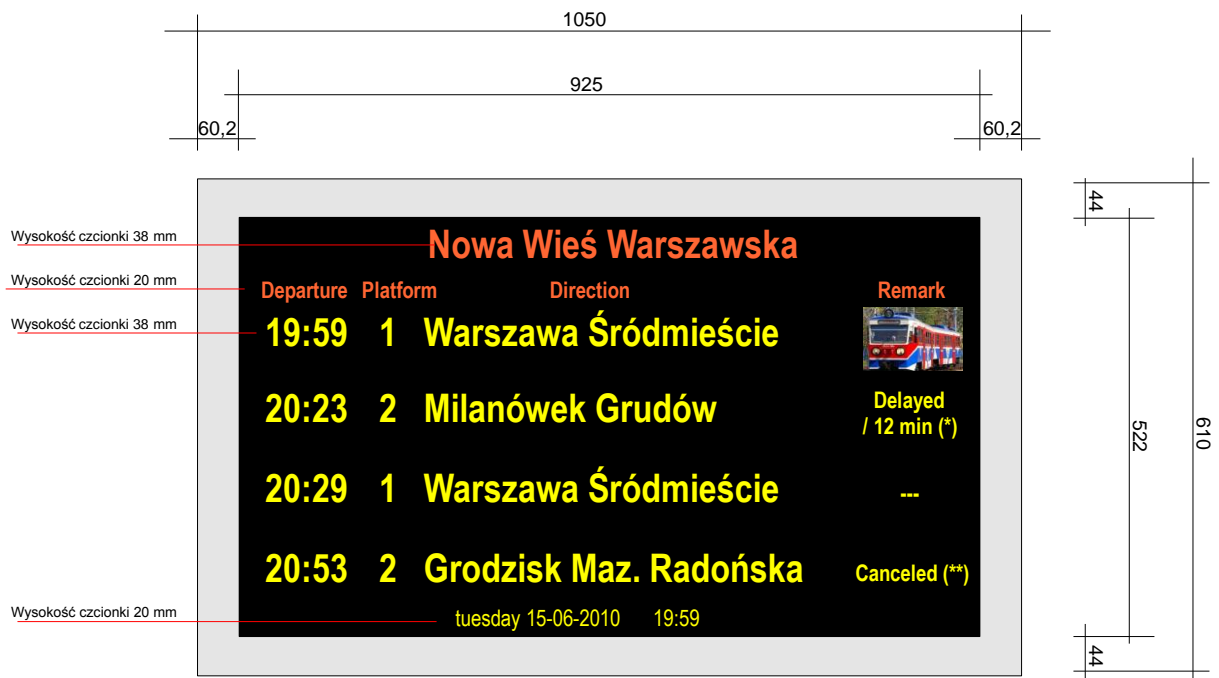 1050
925
60,2 60,2
44
Wysokość czcionki 38 mm Nowa Wieś Warszawska
Wysokość czcionki 20 mm Departure Platform Direction Remark
Wysokość czcionki 38 mm 19:59 1 Warszawa Śródmieście
20:23 2 Milanówek Grudów Delayed
/ 12 min (*)
522 610
20:29 1 Warszawa Śródmieście ---
20:53 2 Grodzisk Maz. Radońska Canceled (**)
Wysokość czcionki 20 mm tuesday 15-06-2010 19:59
44